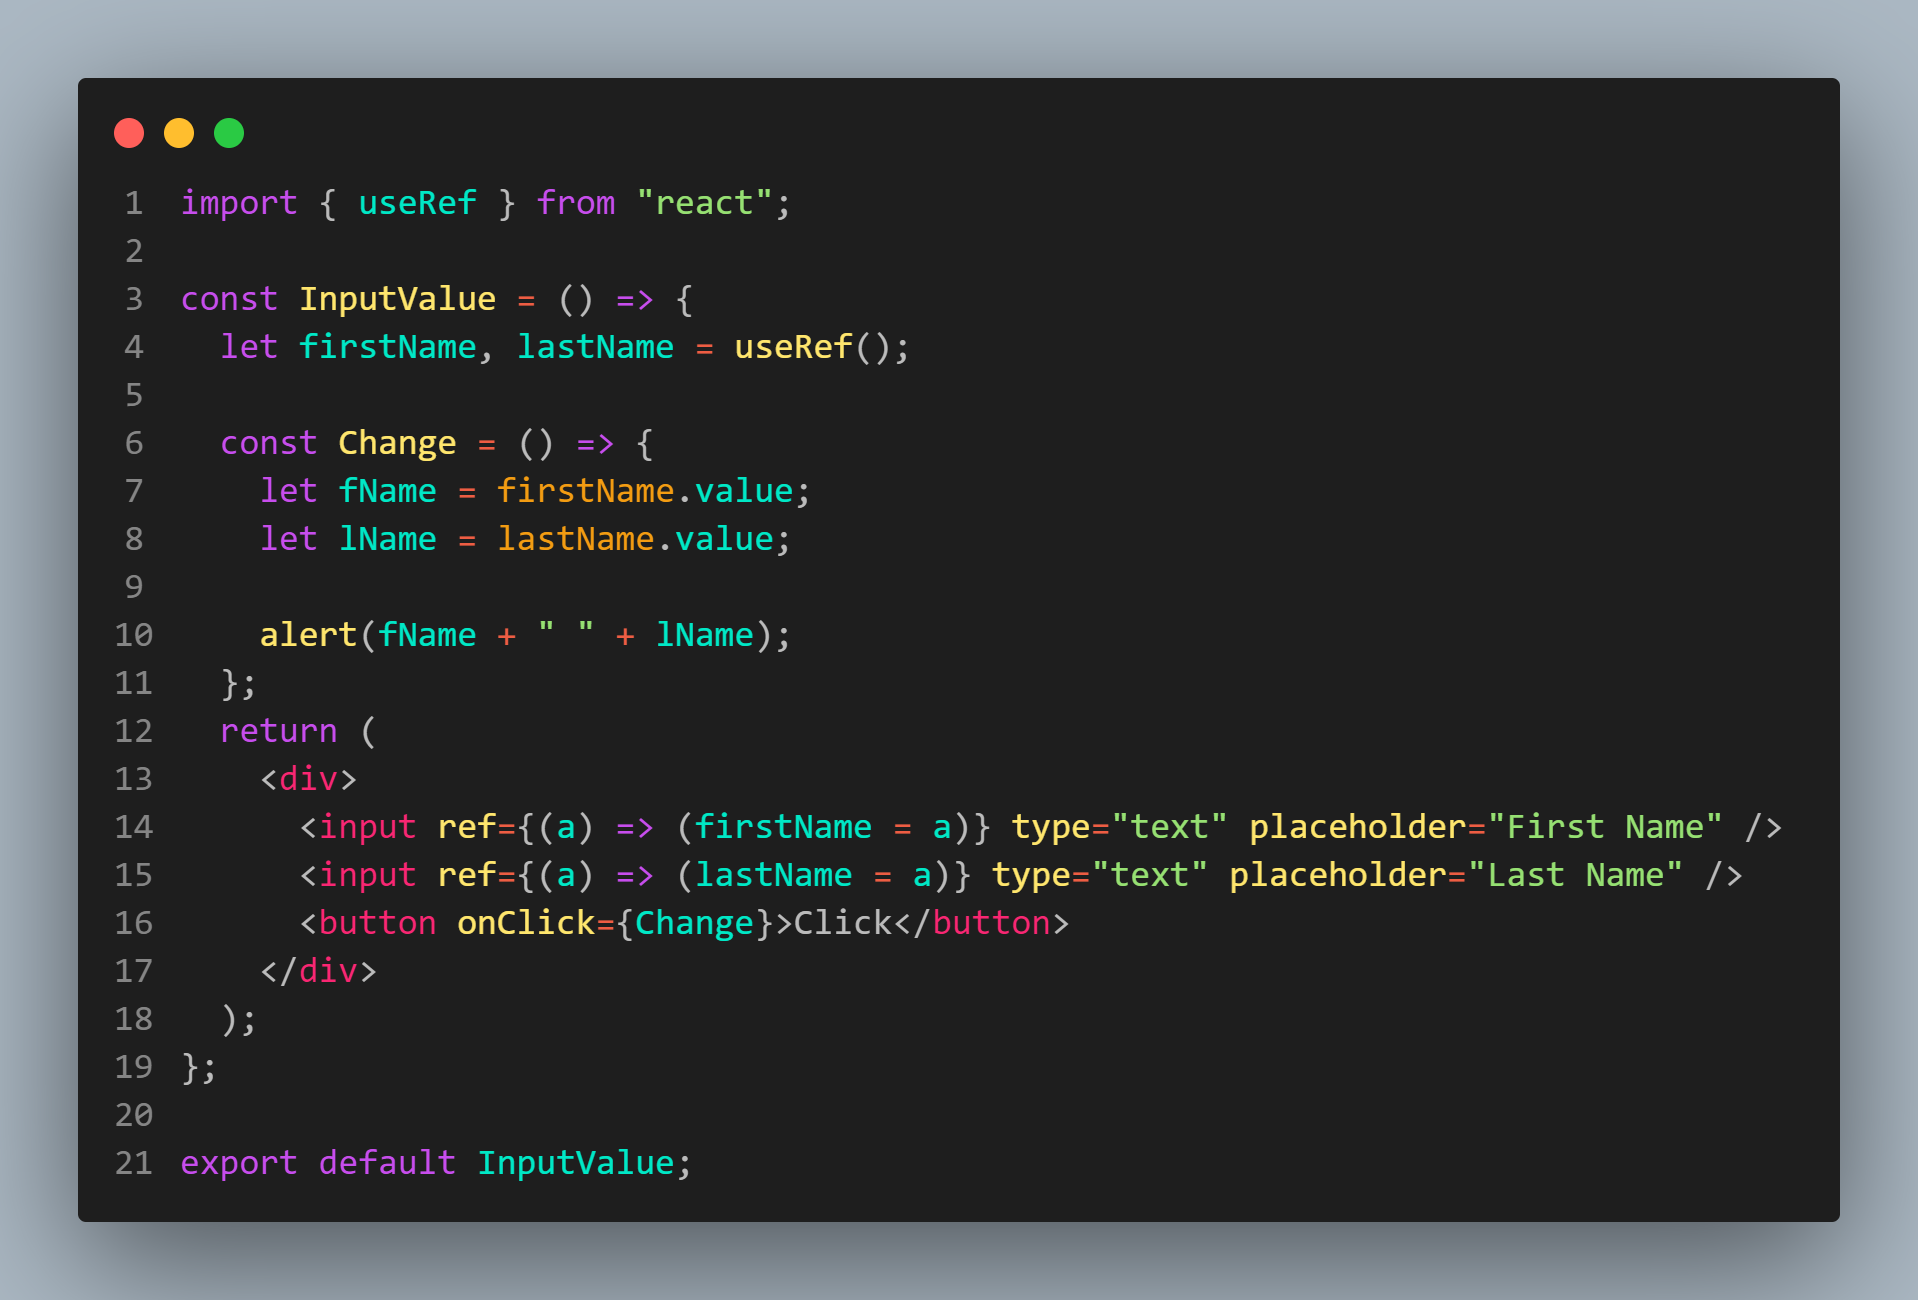 1 import { useRef } from "react";
2
3 const InputValue = () => {
4   let firstName, lastName = useRef();
5
6   const Change = () => {
7     let fName = firstName.value;
8     let lName = lastName.value;
9
10     alert(fName + " " + lName);
11   };
12   return (
13     <div>
14       <input ref={(a) => (firstName = a)} type="text" placeholder="First Name" />
15       <input ref={(a) => (lastName = a)} type="text" placeholder="Last Name" />
16       <button onClick={Change}>Click</button>
17     </div>
18   );
19 };
20
21 export default InputValue;